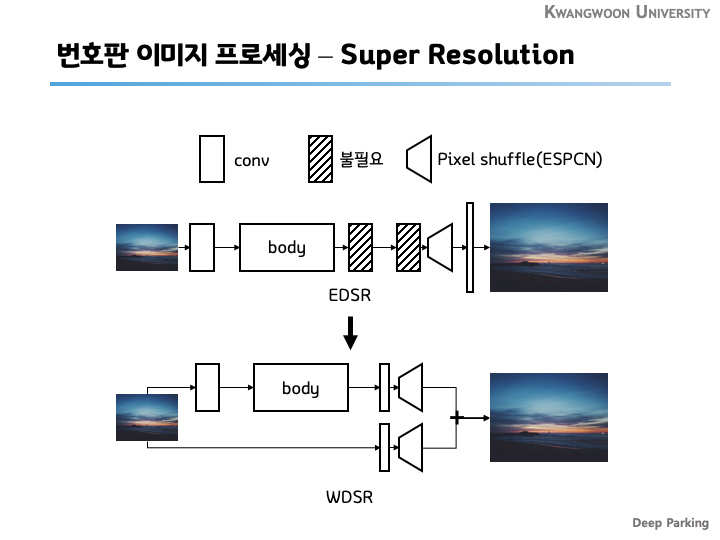 KWANGWOON UNIVERSITY
번호판 이미지 프로세싱 – Super Resolution
conv
불필요
Pixel shuffle(ESPCN)
body
EDSR
body
+
WDSR
Deep Parking